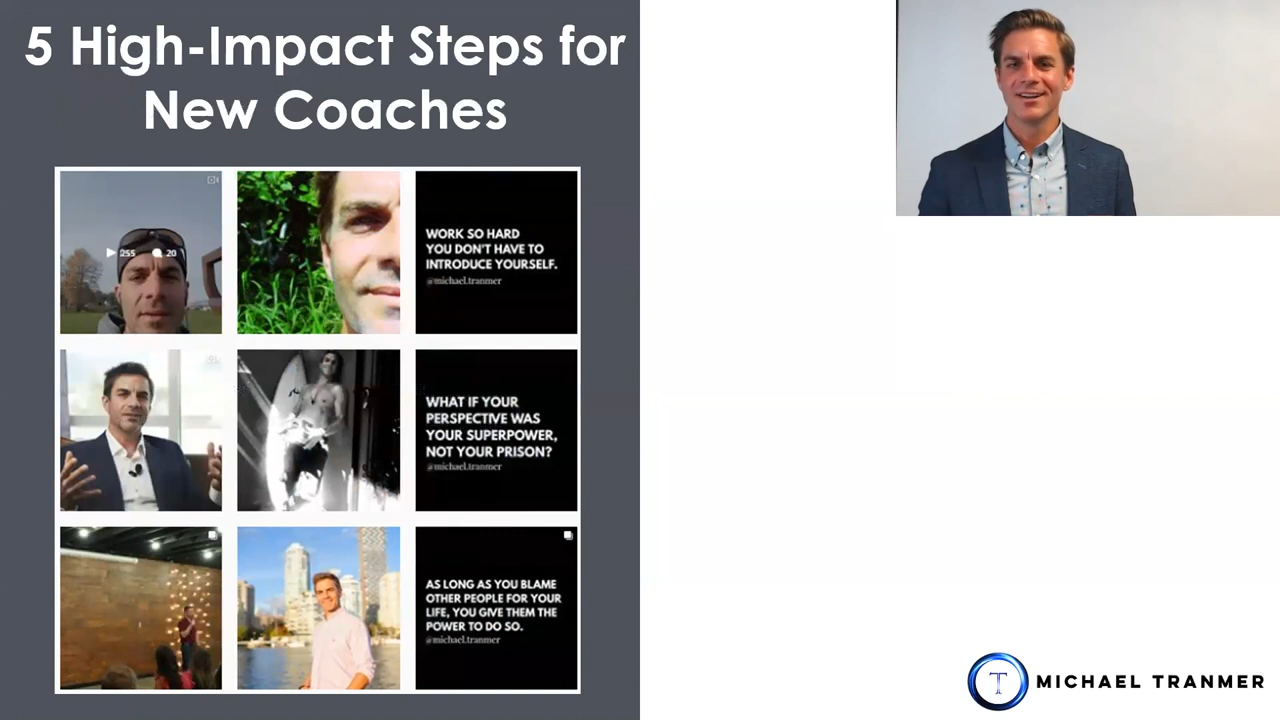 5 High-Impact Steps for
New Coaches
255 20
WORK SO HARD
YOU DON'T HAVE TO
INTRODUCE YOURSELF.
@michael.tranmer
WHAT IF YOUR
PERSPECTIVE WAS
YOUR SUPERPOWER,
NOT YOUR PRISON?
@michael.tranmer
AS LONG AS YOU BLAME
OTHER PEOPLE FOR YOUR
LIFE, YOU GIVE THEM THE
POWER TO DO SO.
@michael.tranmer
T MICHAEL TRANMER